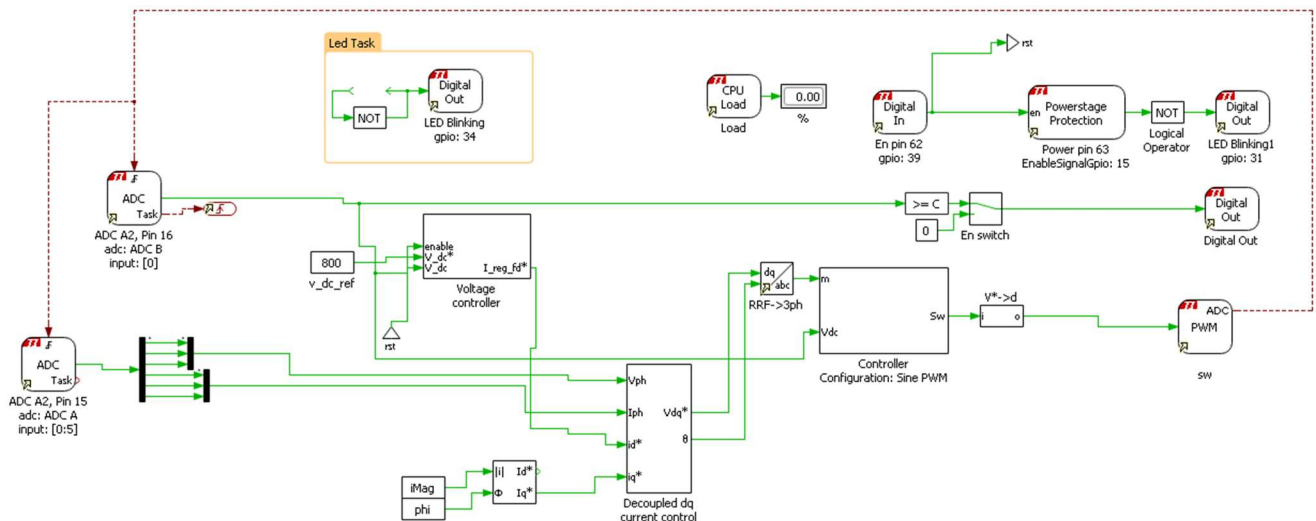 Led Task
Digital
Out
NOT
LED Blinking
gpio: 34
CPU
Load
Load
0.00
%
rst
Digital
In
En pin 62
gpio: 39
en
Powerstage
Protection
Power pin 63
EnableSignalGpio: 15
NOT
Logical
Operator
Digital
Out
LED Blinking1
gpio: 31
ADC
Task
ADC A2, Pin 16
adc: ADC B
input: [0]
>= C
0
En switch
Digital
Out
Digital Out
800
v_dc_ref
enable
V_dc*
V_dc
I_reg_fd*
Voltage
controller
rst
dq
abc
RRF->3ph
m
Vdc
Sw
Controller
Configuration: Sine PWM
V*->d
i
o
ADC
PWM
sw
ADC
Task
ADC A2, Pin 15
adc: ADC A
input: [0:5]
Vph
Iph
id*
iq*
Vdq*
θ
Decoupled dq
current control
iMag
phi
|i|
Φ
Id*
Iq*